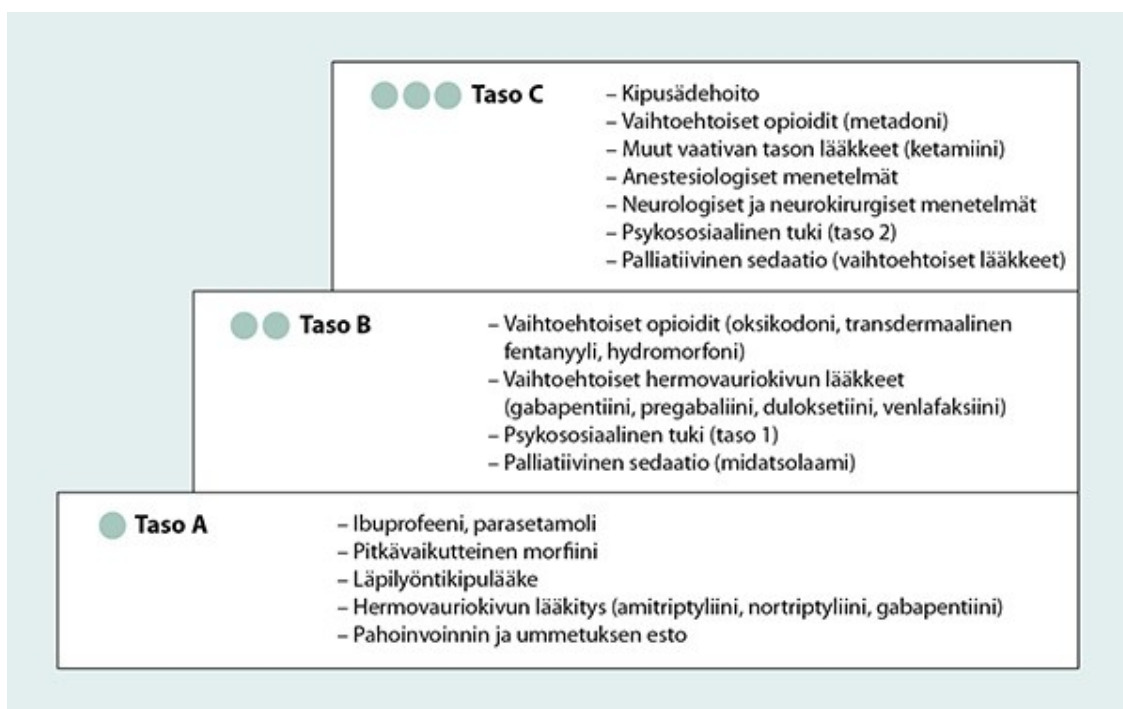 Taso C
– Kipusädehoito
– Vaihtoehtoiset opioidit (metadoni)
– Muut vaativan tason lääkkeet (ketamiini)
– Anestesiologiset menetelmät
– Neurologiset ja neurokirurgiset menetelmät
– Psykososiaalinen tuki (taso 2)
– Palliatiivinen sedaatio (vaihtoehtoiset lääkkeet)
Taso B
– Vaihtoehtoiset opioidit (oksikodoni, transdermaalinen
fentanyyli, hydromorfoni)
– Vaihtoehtoiset hermovauriokivun lääkkeet
(gabapentiini, pregabaliini, duloksetiini, venlafaksiini)
– Psykososiaalinen tuki (taso 1)
– Palliatiivinen sedaatio (midatsolaami)
Taso A
– Ibuprofeeni, parasetamoli
– Pitkävaikutteinen morfiini
– Läpilyöntikipulääke
– Hermovauriokivun lääkitys (amitriptyliini, nortriptyliini, gabapentiini)
– Pahoinvoinnin ja ummetuksen esto